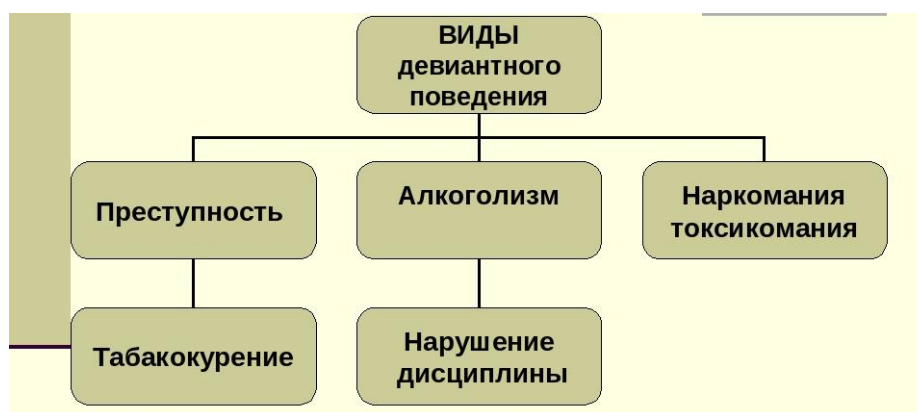 ВИДЫ
девиантного
поведения
Преступность
Алкоголизм
Наркомания
токсикомания
Табакокурение
Нарушение
дисциплины